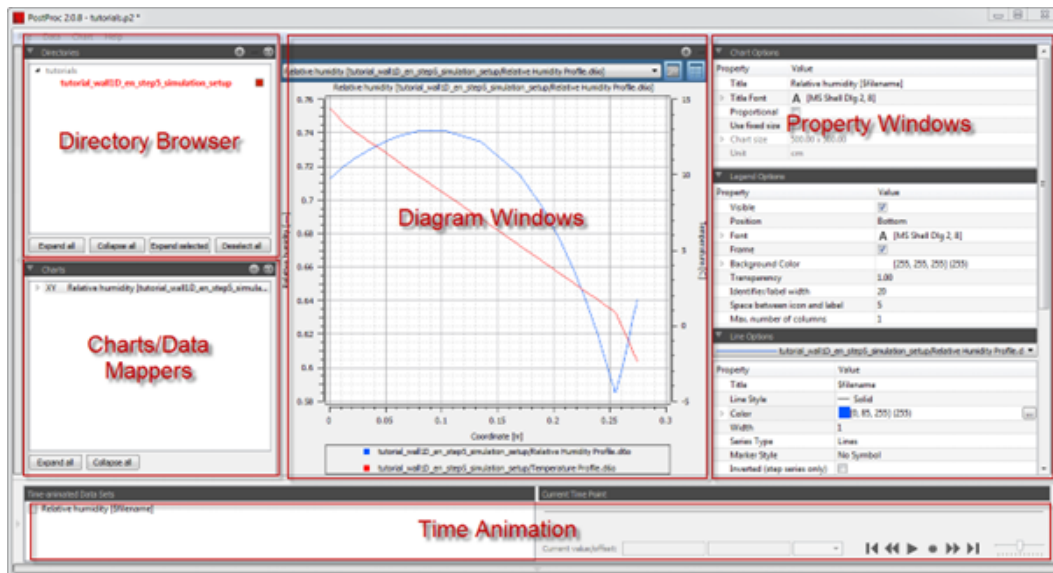 PostProc 2.0.8 - tutorials.p2 *
Data Chart Help
Directories
tutorials
tutorial_wall1D_en_step5_simulation_setup
Directory Browser
Expand all Collapse all Expand selected Deselect all
Charts
XY Relative humidity [tutorial_wall1D_en_step5_simula...
Charts/Data
Mappers
Expand all Collapse all
Relative humidity [tutorial_wall1D_en_step5_simulation_setup/Relative Humidity Profile.d6o]
Relative humidity [tutorial_wall1D_en_step5_simulation_setup/Relative Humidity Profile.d6o]
0.76
0.74
0.72
0.7
0.68
0.66
0.64
0.62
0.6
0.58
Relative humidity [---]
Diagram Windows
15
10
5
0
-5
Temperature [C]
0 0.05 0.1 0.15 0.2 0.25 0.3
Coordinate [m]
tutorial_wall1D_en_step5_simulation_setup/Relative Humidity Profile.d6o
tutorial_wall1D_en_step5_simulation_setup/Temperature Profile.d6o
Chart Options
Property Value
Title Relative humidity [$filename]
Title Font A [MS Shell Dlg 2, 8]
Proportional
Property Windows
Use fixed size
Chart size 500.00 x 300.00
Unit cm
Legend Options
Property Value
Visible
Position Bottom
Font A [MS Shell Dlg 2, 8]
Frame
Background Color [255, 255, 255] (255)
Transparency 1.00
Identifier/label width 20
Space between icon and label 5
Max. number of columns 1
Line Options
tutorial_wall1D_en_step5_simulation_setup/Relative Humidity Profile.d
Property Value
Title $filename
Line Style Solid
Color [0, 85, 255] (255) ...
Width 1
Series Type Lines
Marker Style No Symbol
Inverted (step series only)
Time-animated Data Sets
Relative humidity [$filename]
Current Time Point
Time Animation
Current value/offset: